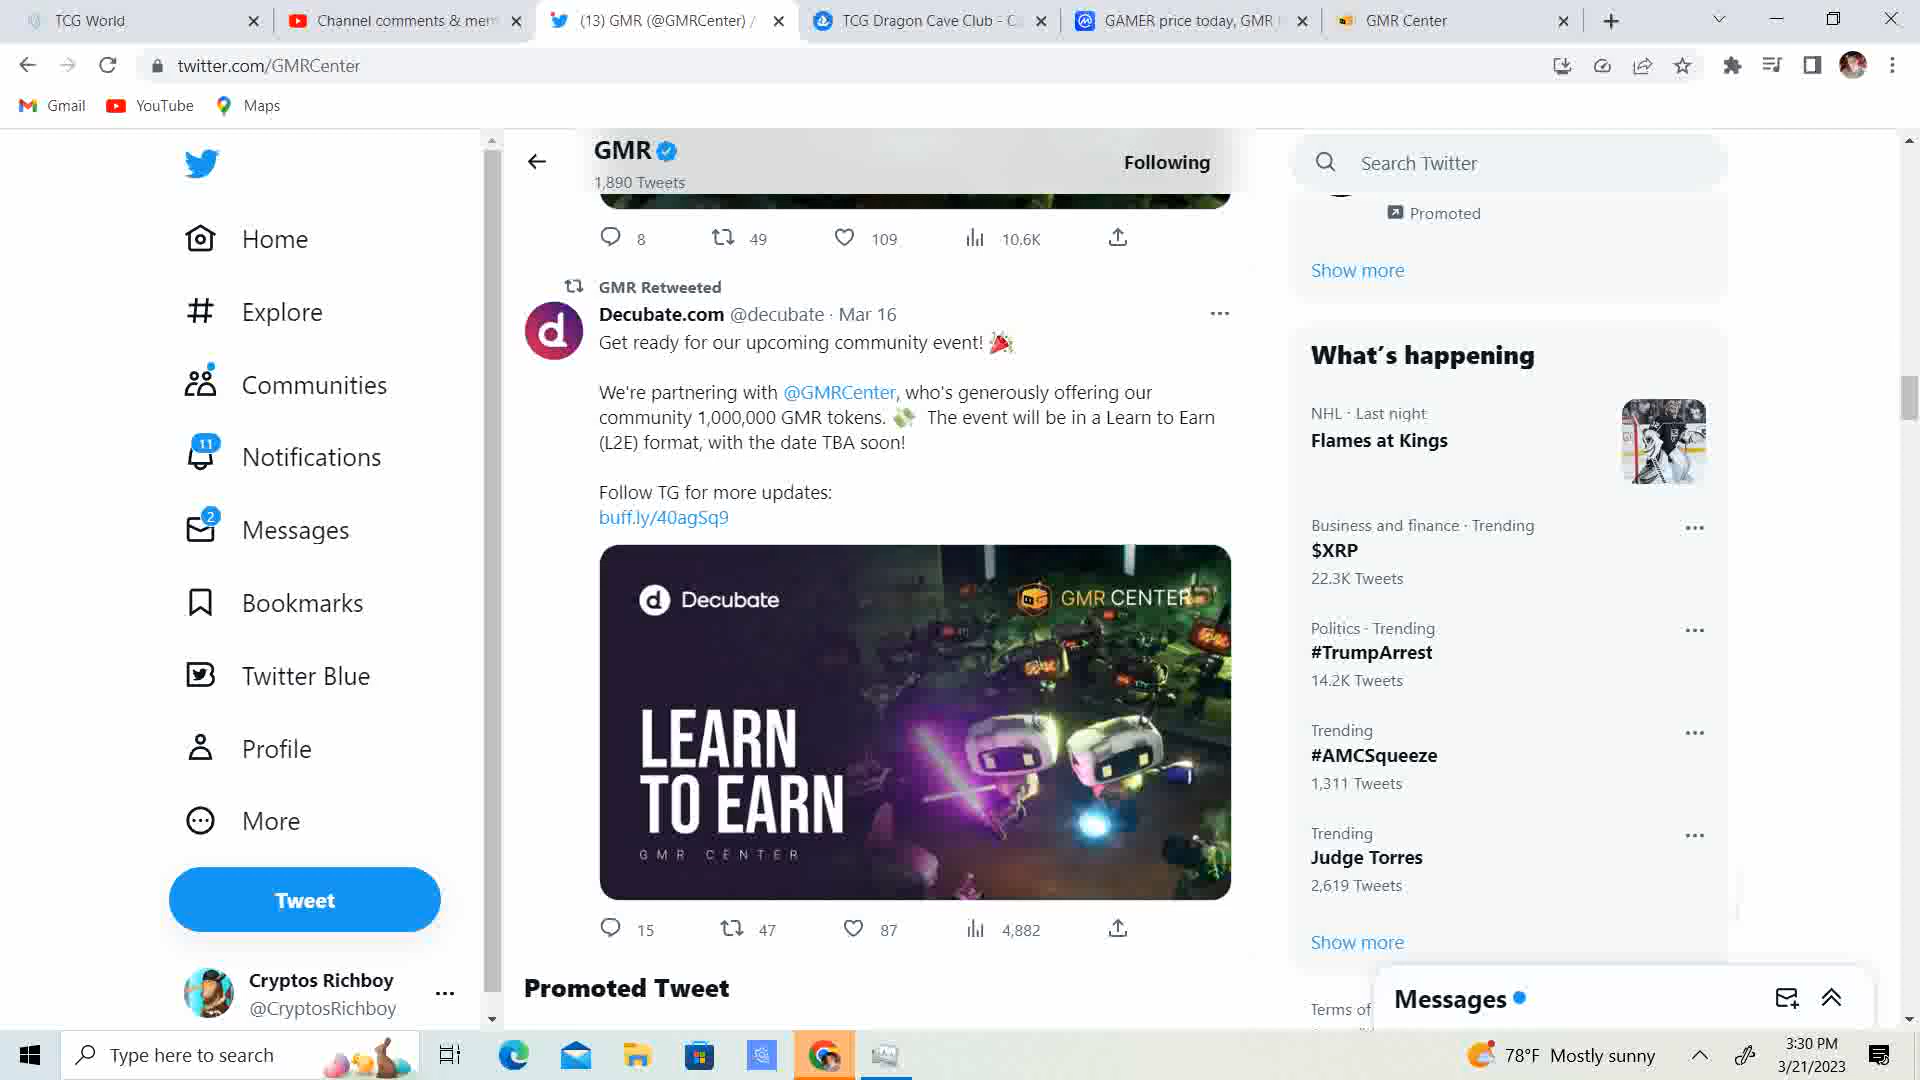 TCG World
Channel comments & mem
(13) GMR (@GMRCenter) /
TCG Dragon Cave Club - C
GAMER price today, GMR
GMR Center
twitter.com/GMRCenter
Gmail
YouTube
Maps
GMR
1,890 Tweets
Following
Search Twitter
Promoted
Show more
Home
Explore
Communities
11
Notifications
2
Messages
Bookmarks
Twitter Blue
Profile
More
Tweet
Cryptos Richboy
@CryptosRichboy
8
49
109
10.6K
GMR Retweeted
Decubate.com @decubate · Mar 16
Get ready for our upcoming community event!
We're partnering with @GMRCenter, who's generously offering our
community 1,000,000 GMR tokens. The event will be in a Learn to Earn
(L2E) format, with the date TBA soon!
Follow TG for more updates:
buff.ly/40agSq9
Decubate
GMR CENTER
LEARN
TO EARN
GMR CENTER
15
47
87
4,882
Promoted Tweet
What's happening
NHL · Last night
Flames at Kings
Business and finance · Trending
$XRP
22.3K Tweets
Politics · Trending
#TrumpArrest
14.2K Tweets
Trending
#AMCSqueeze
1,311 Tweets
Trending
Judge Torres
2,619 Tweets
Show more
Terms of
Messages
Type here to search
78°F Mostly sunny
3:30 PM
3/21/2023